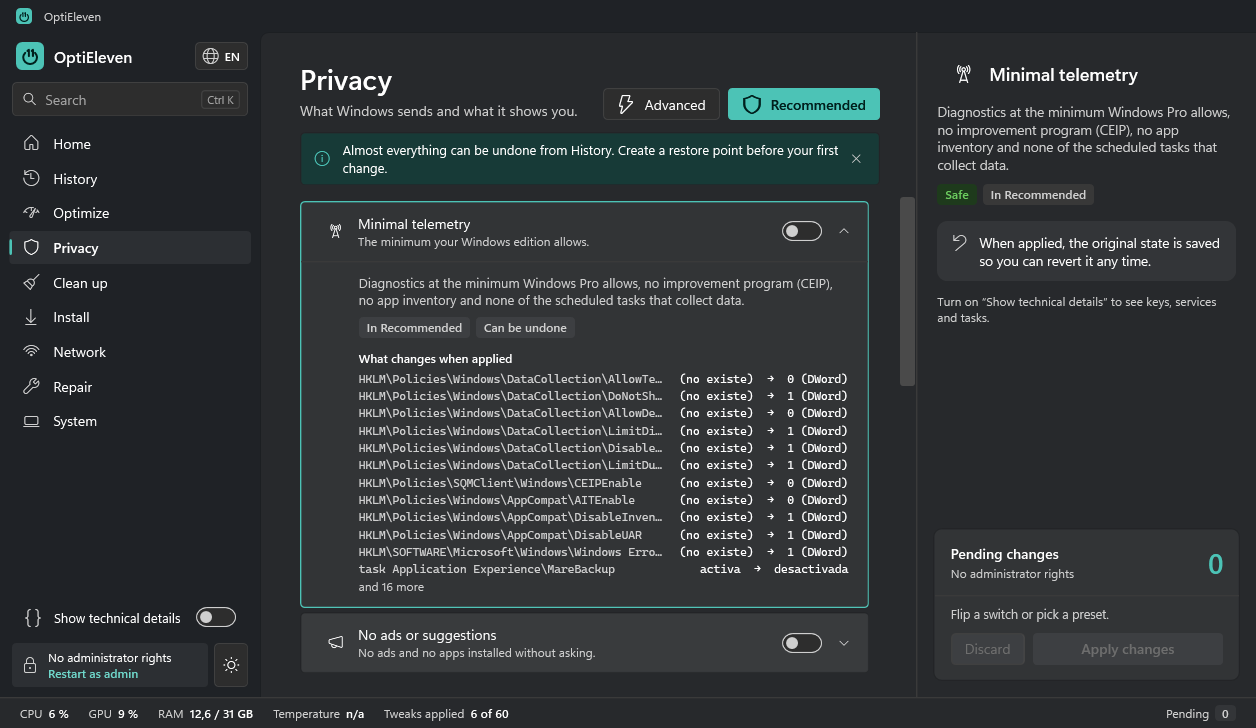 OptiEleven
OptiEleven
EN
Search
Ctrl K
Home
History
Optimize
Privacy
Clean up
Install
Network
Repair
System
{ } Show technical details
No administrator rights
Restart as admin
Privacy
What Windows sends and what it shows you.
Advanced
Recommended
Almost everything can be undone from History. Create a restore point before your first
change.
Minimal telemetry
The minimum your Windows edition allows.
Diagnostics at the minimum Windows Pro allows, no improvement program (CEIP),
no app inventory and none of the scheduled tasks that collect data.
In Recommended
Can be undone
What changes when applied
HKLM\Policies\Windows\DataCollection\AllowTe… (no existe) → 0 (DWord)
HKLM\Policies\Windows\DataCollection\DoNotSh… (no existe) → 1 (DWord)
HKLM\Policies\Windows\DataCollection\AllowDe… (no existe) → 0 (DWord)
HKLM\Policies\Windows\DataCollection\LimitDi… (no existe) → 1 (DWord)
HKLM\Policies\Windows\DataCollection\Disable… (no existe) → 1 (DWord)
HKLM\Policies\Windows\DataCollection\LimitDu… (no existe) → 1 (DWord)
HKLM\Policies\SQMClient\Windows\CEIPEnable (no existe) → 0 (DWord)
HKLM\Policies\Windows\AppCompat\AITEnable (no existe) → 0 (DWord)
HKLM\Policies\Windows\AppCompat\DisableInven… (no existe) → 1 (DWord)
HKLM\Policies\Windows\AppCompat\DisableUAR (no existe) → 1 (DWord)
HKLM\SOFTWARE\Microsoft\Windows\Windows Erro… (no existe) → 1 (DWord)
task Application Experience\MareBackup activa → desactivada
and 16 more
No ads or suggestions
No ads and no apps installed without asking.
Minimal telemetry
Diagnostics at the minimum Windows Pro allows,
no improvement program (CEIP), no app
inventory and none of the scheduled tasks that
collect data.
Safe
In Recommended
When applied, the original state is saved
so you can revert it any time.
Turn on “Show technical details” to see keys, services
and tasks.
Pending changes
No administrator rights
0
Flip a switch or pick a preset.
Discard
Apply changes
CPU 6 % GPU 9 % RAM 12,6 / 31 GB Temperature n/a Tweaks applied 6 of 60 Pending 0